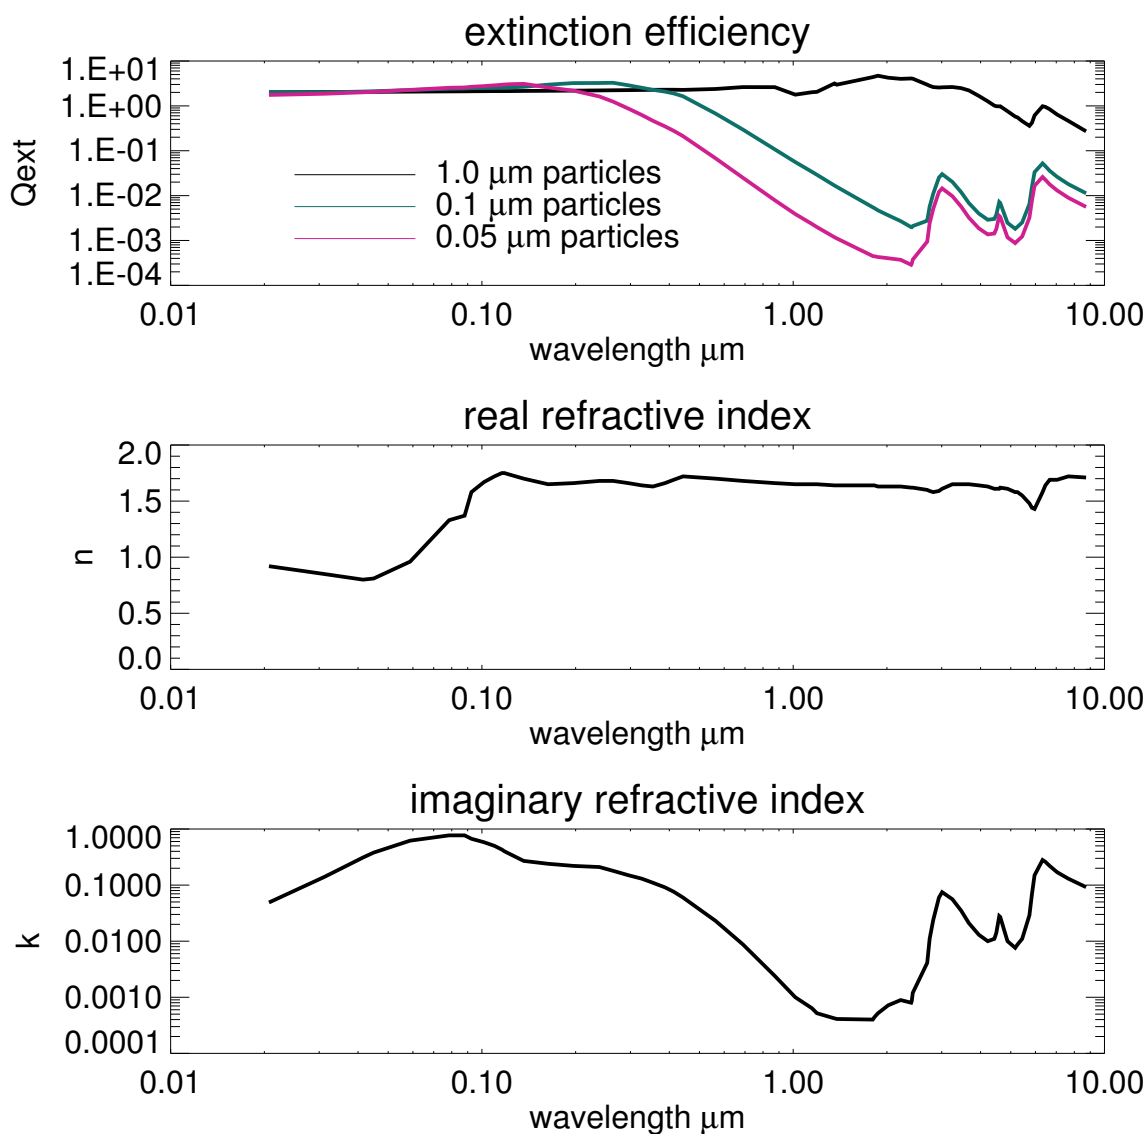 extinction efficiency
1.E+01
1.E+00
1.E-01
1.E-02
1.E-03
1.E-04
Qext
1.0 μm particles
0.1 μm particles
0.05 μm particles
0.01 0.10 1.00 10.00
wavelength μm
real refractive index
2.0
1.5
1.0
0.5
0.0
n
0.01 0.10 1.00 10.00
wavelength μm
imaginary refractive index
1.0000
0.1000
0.0100
0.0010
0.0001
k
0.01 0.10 1.00 10.00
wavelength μm